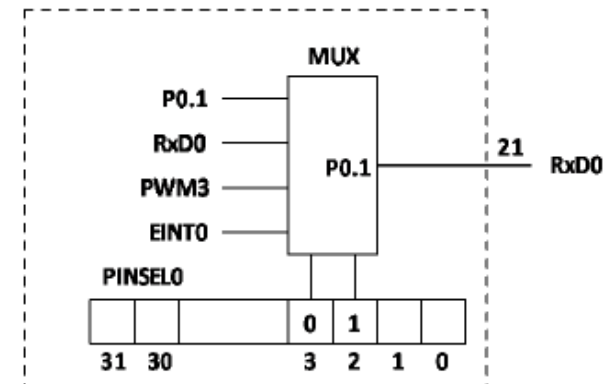 MUX
P0.1
RxD0
PWM3
EINT0
P0.1
21
RxD0
PINSEL0
0 1
31 30 3 2 1 0